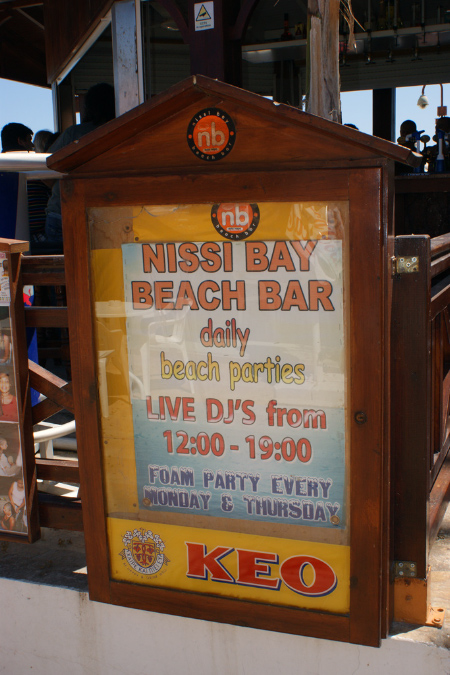 nb
nb
NISSI BAY
BEACH BAR
daily
beach parties
LIVE DJ'S from
12:00 - 19:00
FOAM PARTY EVERY
MONDAY & THURSDAY
KEO